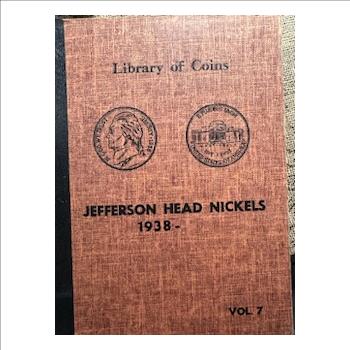 Library of Coins
JEFFERSON HEAD NICKELS
1938 -
VOL. 7